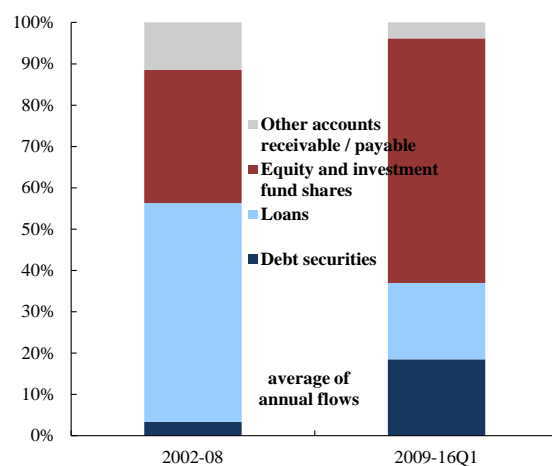 100%
90%
80%
70%
60%
50%
40%
30%
20%
10%
0%
Other accounts
receivable / payable
Equity and investment
fund shares
Loans
Debt securities
average of
annual flows
2002-08
2009-16Q1